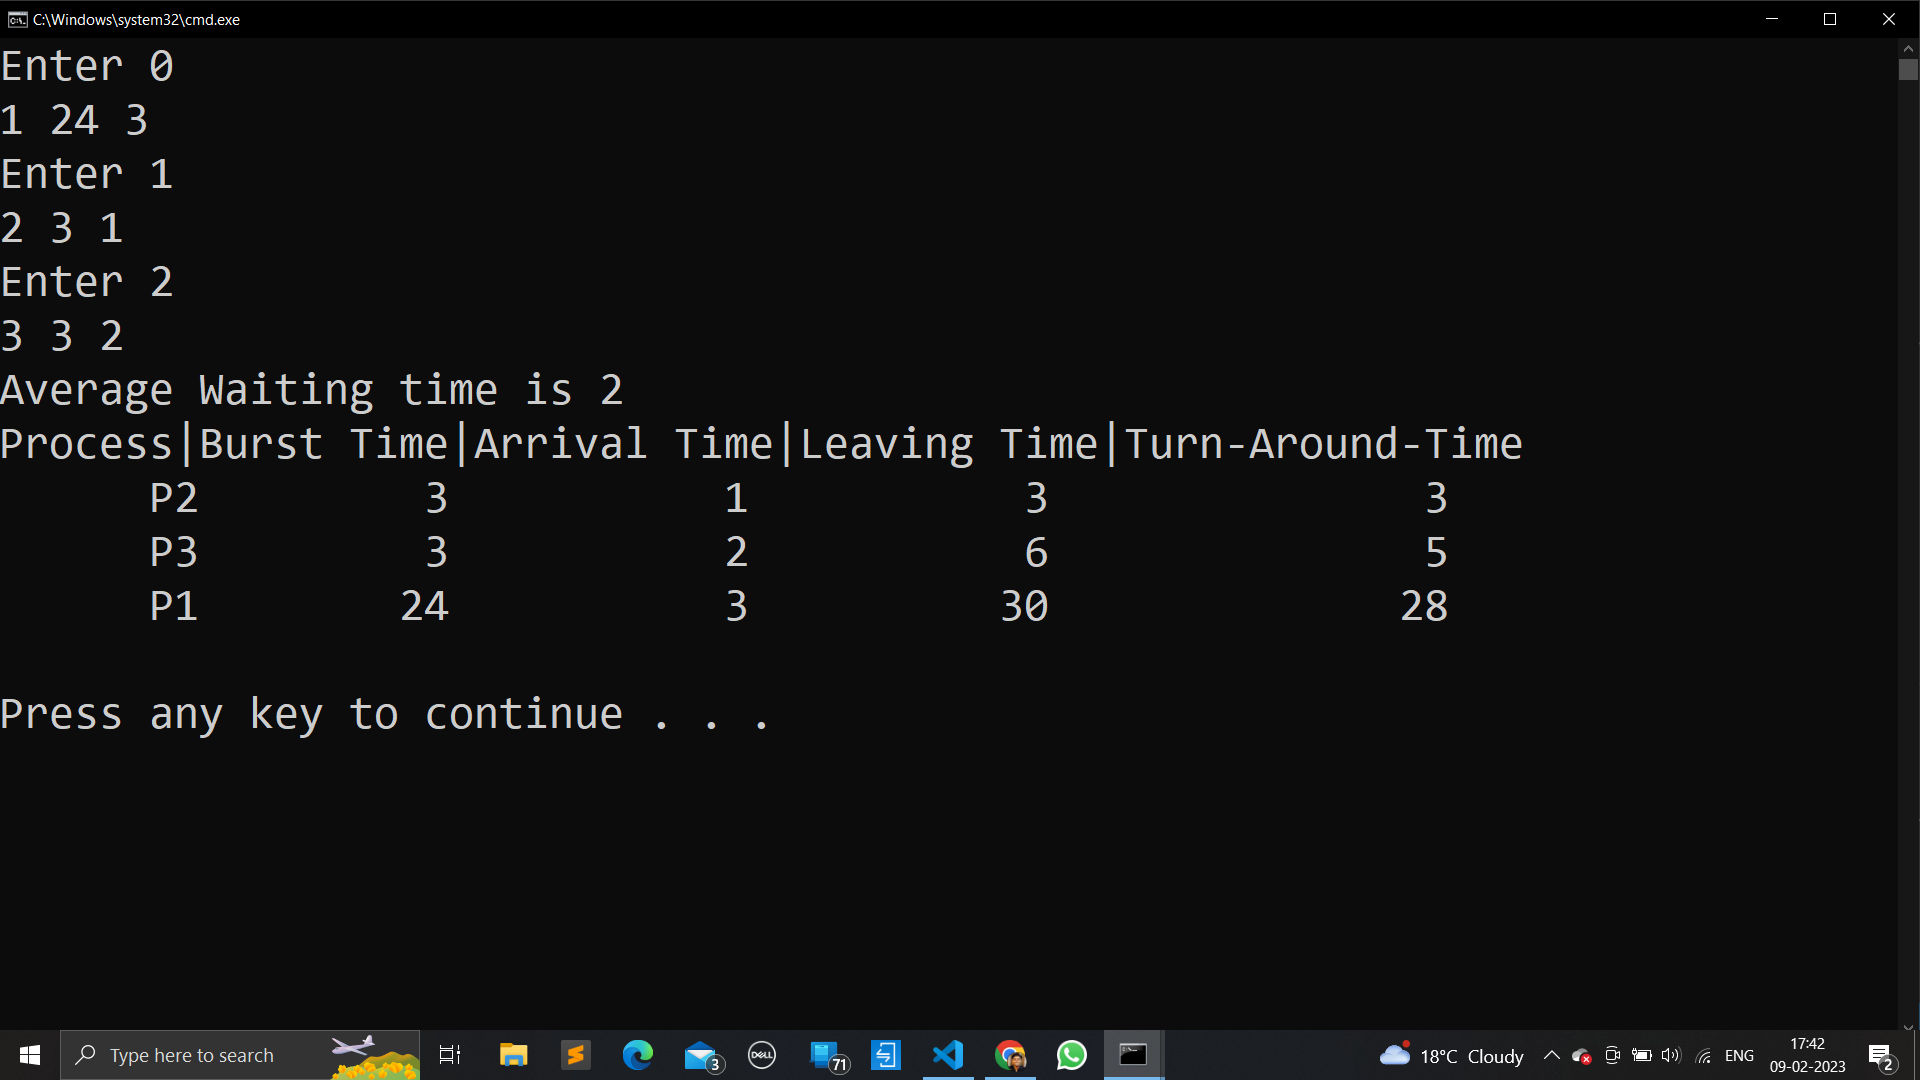 C:\Windows\system32\cmd.exe
Enter 0
1 24 3
Enter 1
2 3 1
Enter 2
3 3 2
Average Waiting time is 2
Process|Burst Time|Arrival Time|Leaving Time|Turn-Around-Time
P2 3 1 3 3
P3 3 2 6 5
P1 24 3 30 28
Press any key to continue . . .
Type here to search
3
DELL
71
18°C Cloudy
ENG
17:42
09-02-2023
2